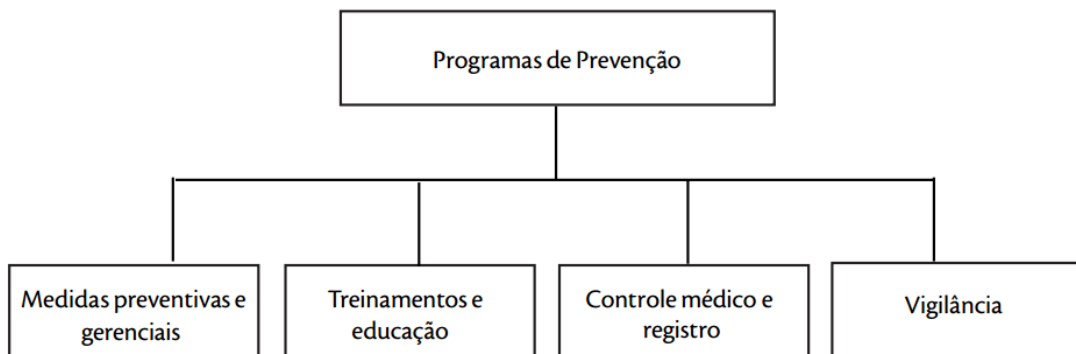 Programas de Prevenção
Medidas preventivas e
gerenciais
Treinamentos e
educação
Controle médico e
registro
Vigilância